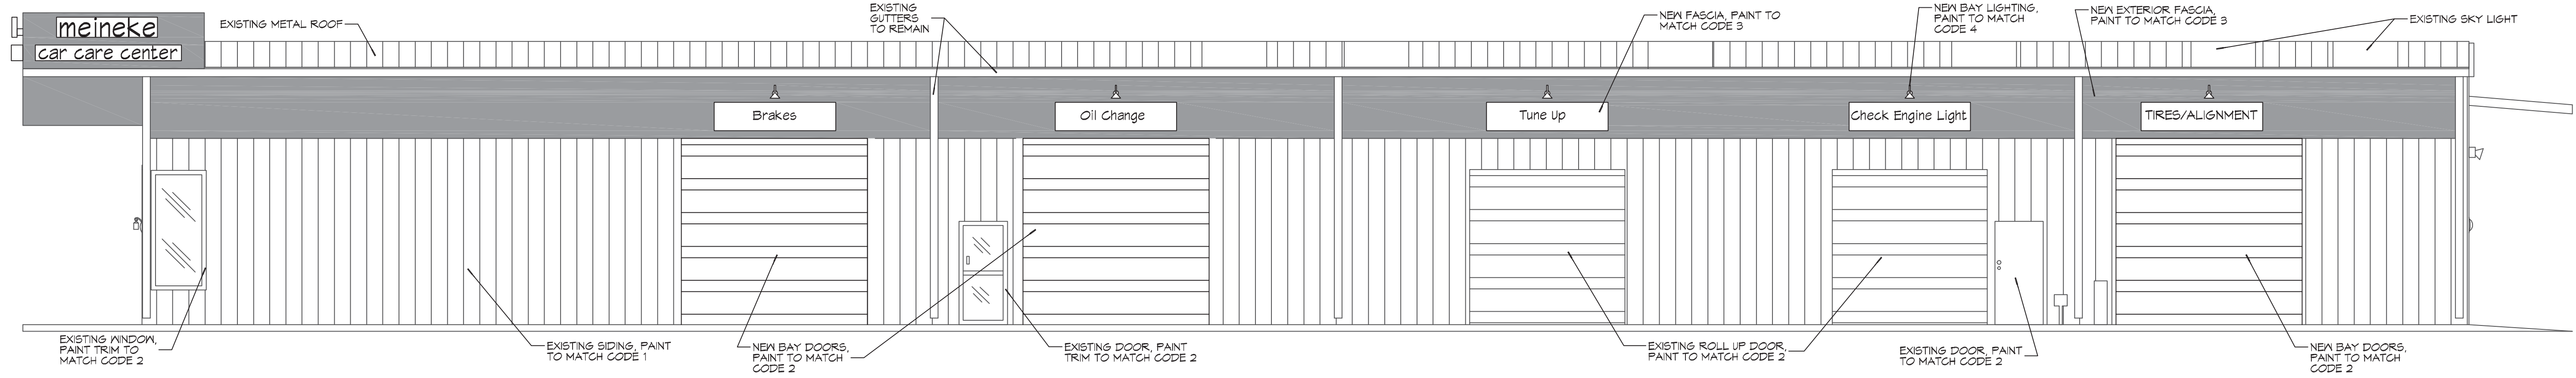 meineke
car care center
EXISTING METAL ROOF
EXISTING
GUTTERS
TO REMAIN
NEW FASCIA, PAINT TO
MATCH CODE 3
NEW BAY LIGHTING,
PAINT TO MATCH
CODE 4
NEW EXTERIOR FASCIA,
PAINT TO MATCH CODE 3
EXISTING SKY LIGHT
Brakes
Oil Change
Tune Up
Check Engine Light
TIRES/ALIGNMENT
EXISTING WINDOW,
PAINT TRIM TO
MATCH CODE 2
EXISTING SIDING, PAINT
TO MATCH CODE 1
NEW BAY DOORS,
PAINT TO MATCH
CODE 2
EXISTING DOOR, PAINT
TRIM TO MATCH CODE 2
EXISTING ROLL UP DOOR,
PAINT TO MATCH CODE 2
EXISTING DOOR, PAINT
TO MATCH CODE 2
NEW BAY DOORS,
PAINT TO MATCH
CODE 2